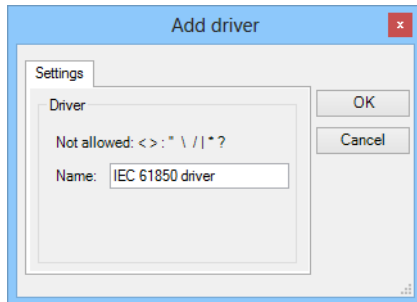 Add driver
x
Settings
Driver
OK
Not allowed: < > : " \ / | * ?
Cancel
Name: IEC 61850 driver